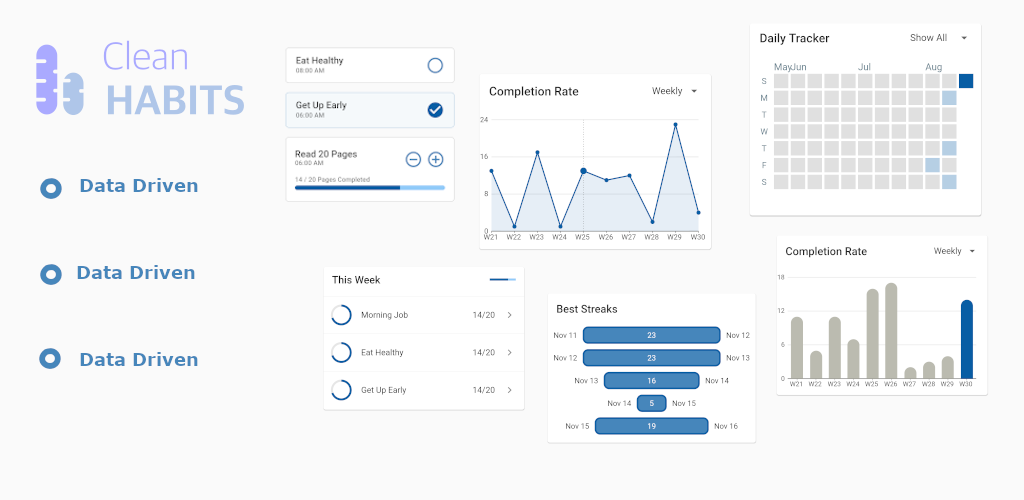 Clean
HABITS
Data Driven
Data Driven
Data Driven
Eat Healthy
08:00 AM
Get Up Early
06:00 AM
Read 20 Pages
06:00 AM
14 / 20 Pages Completed
Completion Rate
Weekly
24
16
8
0
W21 W22 W23 W24 W25 W26 W27 W28 W29 W30
Daily Tracker
Show All
May Jun Jul Aug
S
M
T
W
T
F
S
This Week
Morning Job 14/20
Eat Healthy 14/20
Get Up Early 14/20
Best Streaks
Nov 11 23 Nov 12
Nov 12 23 Nov 13
Nov 13 16 Nov 14
Nov 14 5 Nov 15
Nov 15 19 Nov 16
Completion Rate
Weekly
18
12
6
0
W21 W22 W23 W24 W25 W26 W27 W28 W29 W30